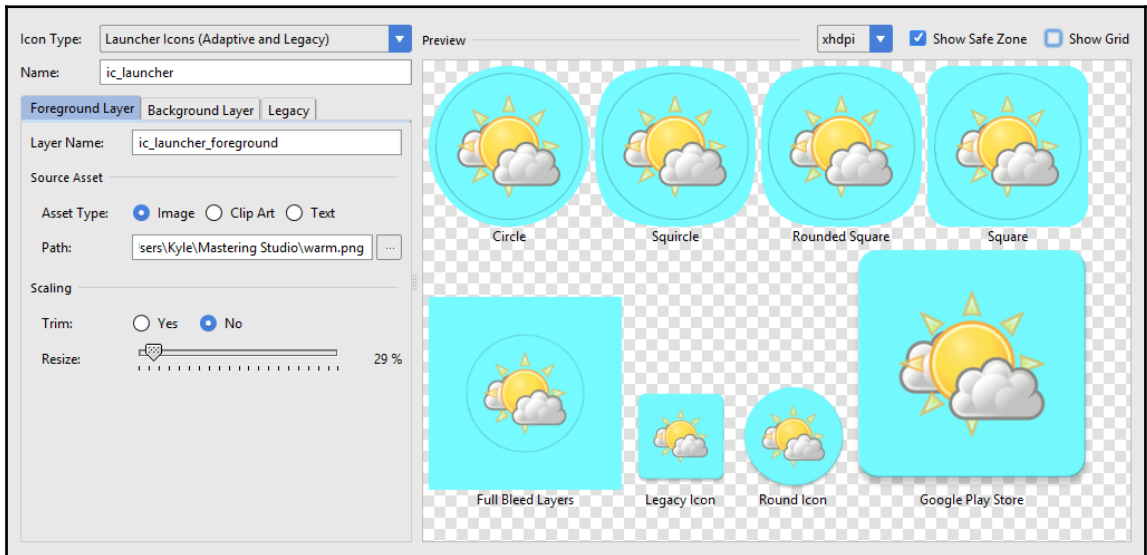 Icon Type: Launcher Icons (Adaptive and Legacy)
Name: ic_launcher
Foreground Layer Background Layer Legacy
Layer Name: ic_launcher_foreground
Source Asset
Asset Type: Image Clip Art Text
Path: sers\Kyle\Mastering Studio\warm.png ...
Scaling
Trim: Yes No
Resize: 29 %
Preview xhdpi Show Safe Zone Show Grid
Circle Squircle Rounded Square Square
Full Bleed Layers Legacy Icon Round Icon Google Play Store